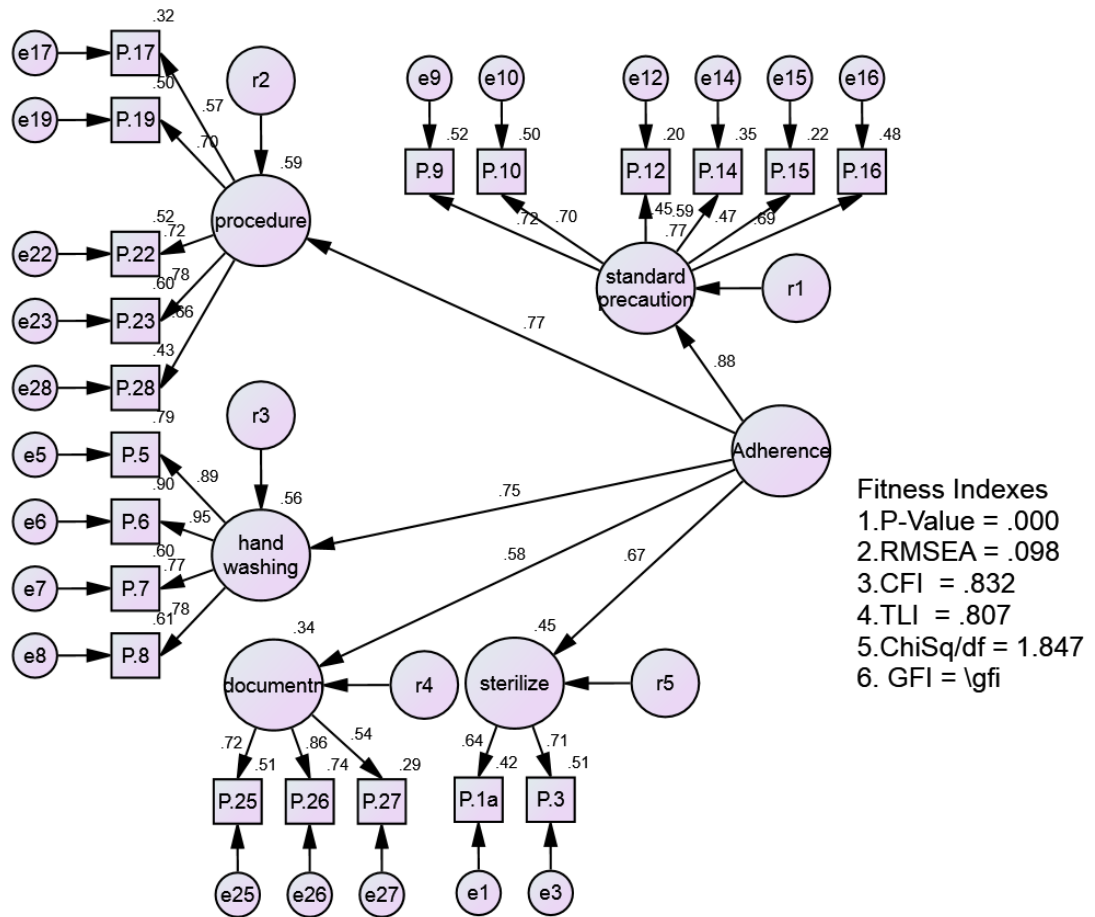 .32
e17
P.17
.50
.57
e19
P.19
.70
r2
.59
procedure
.52
.72
e22
P.22
.60
.78
e23
P.23
.66
.43
e28
P.28
e9
e10
e12
e14
e15
e16
.52
.50
.20
.35
.22
.48
P.9
P.10
P.12
P.14
P.15
P.16
.72
.70
.45
.59
.47
.69
.77
standard
precaution
r1
.77
.88
Adherence
r3
.79
e5
P.5
.89
.90
e6
P.6
.95
.60
e7
P.7
.77
.61
.78
e8
P.8
.56
hand
washing
.75
.58
.67
.34
documentn
r4
.45
sterilize
r5
.72
.86
.54
.51
.74
.29
P.25
P.26
P.27
e25
e26
e27
.64
.71
.42
.51
P.1a
P.3
e1
e3
Fitness Indexes
1.P-Value = .000
2.RMSEA = .098
3.CFI  = .832
4.TLI  = .807
5.ChiSq/df = 1.847
6. GFI = \gfi